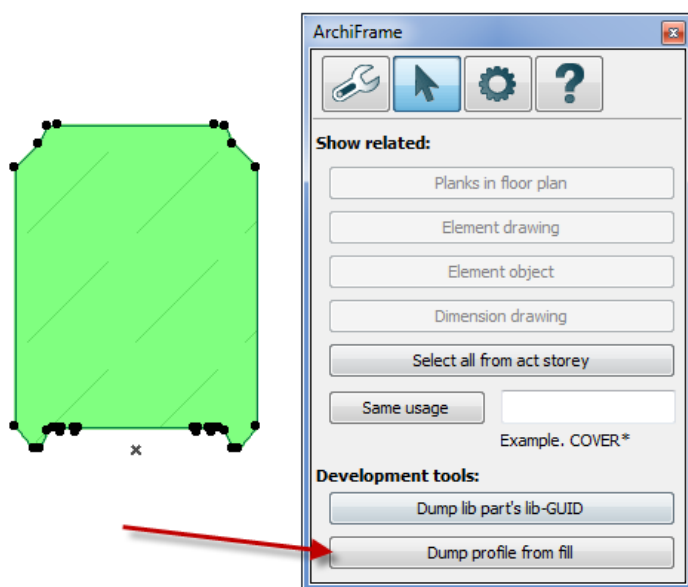 ArchiFrame
Show related:
Planks in floor plan
Element drawing
Element object
Dimension drawing
Select all from act storey
Same usage
Example. COVER*
Development tools:
Dump lib part's lib-GUID
Dump profile from fill